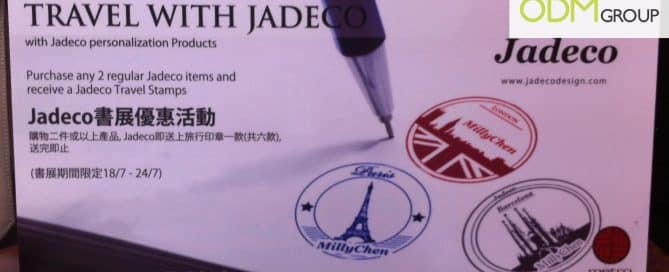 TRAVEL WITH JADECO
with Jadeco personalization Products
Purchase any 2 regular Jadeco items and
receive a Jadeco Travel Stamps
Jadeco書展優惠活動
購物二件或以上產品, Jadeco即送上旅行印章一款(共六款),
送完即止
(書展期間限定18/7 - 24/7)
ODM
GROUP
Jadeco
www.jadecodesign.com
LONDON
MillyChen
Paris
MillyChen
Barcelona
MillyChen